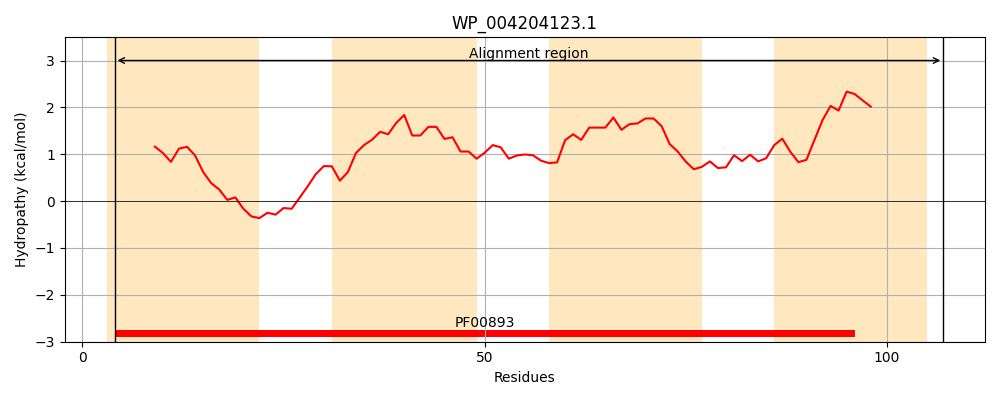 WP_004204123.1
Alignment region
3
2
1
0
−1
−2
−3
Hydropathy (kcal/mol)
PF00893
0
50
100
Residues